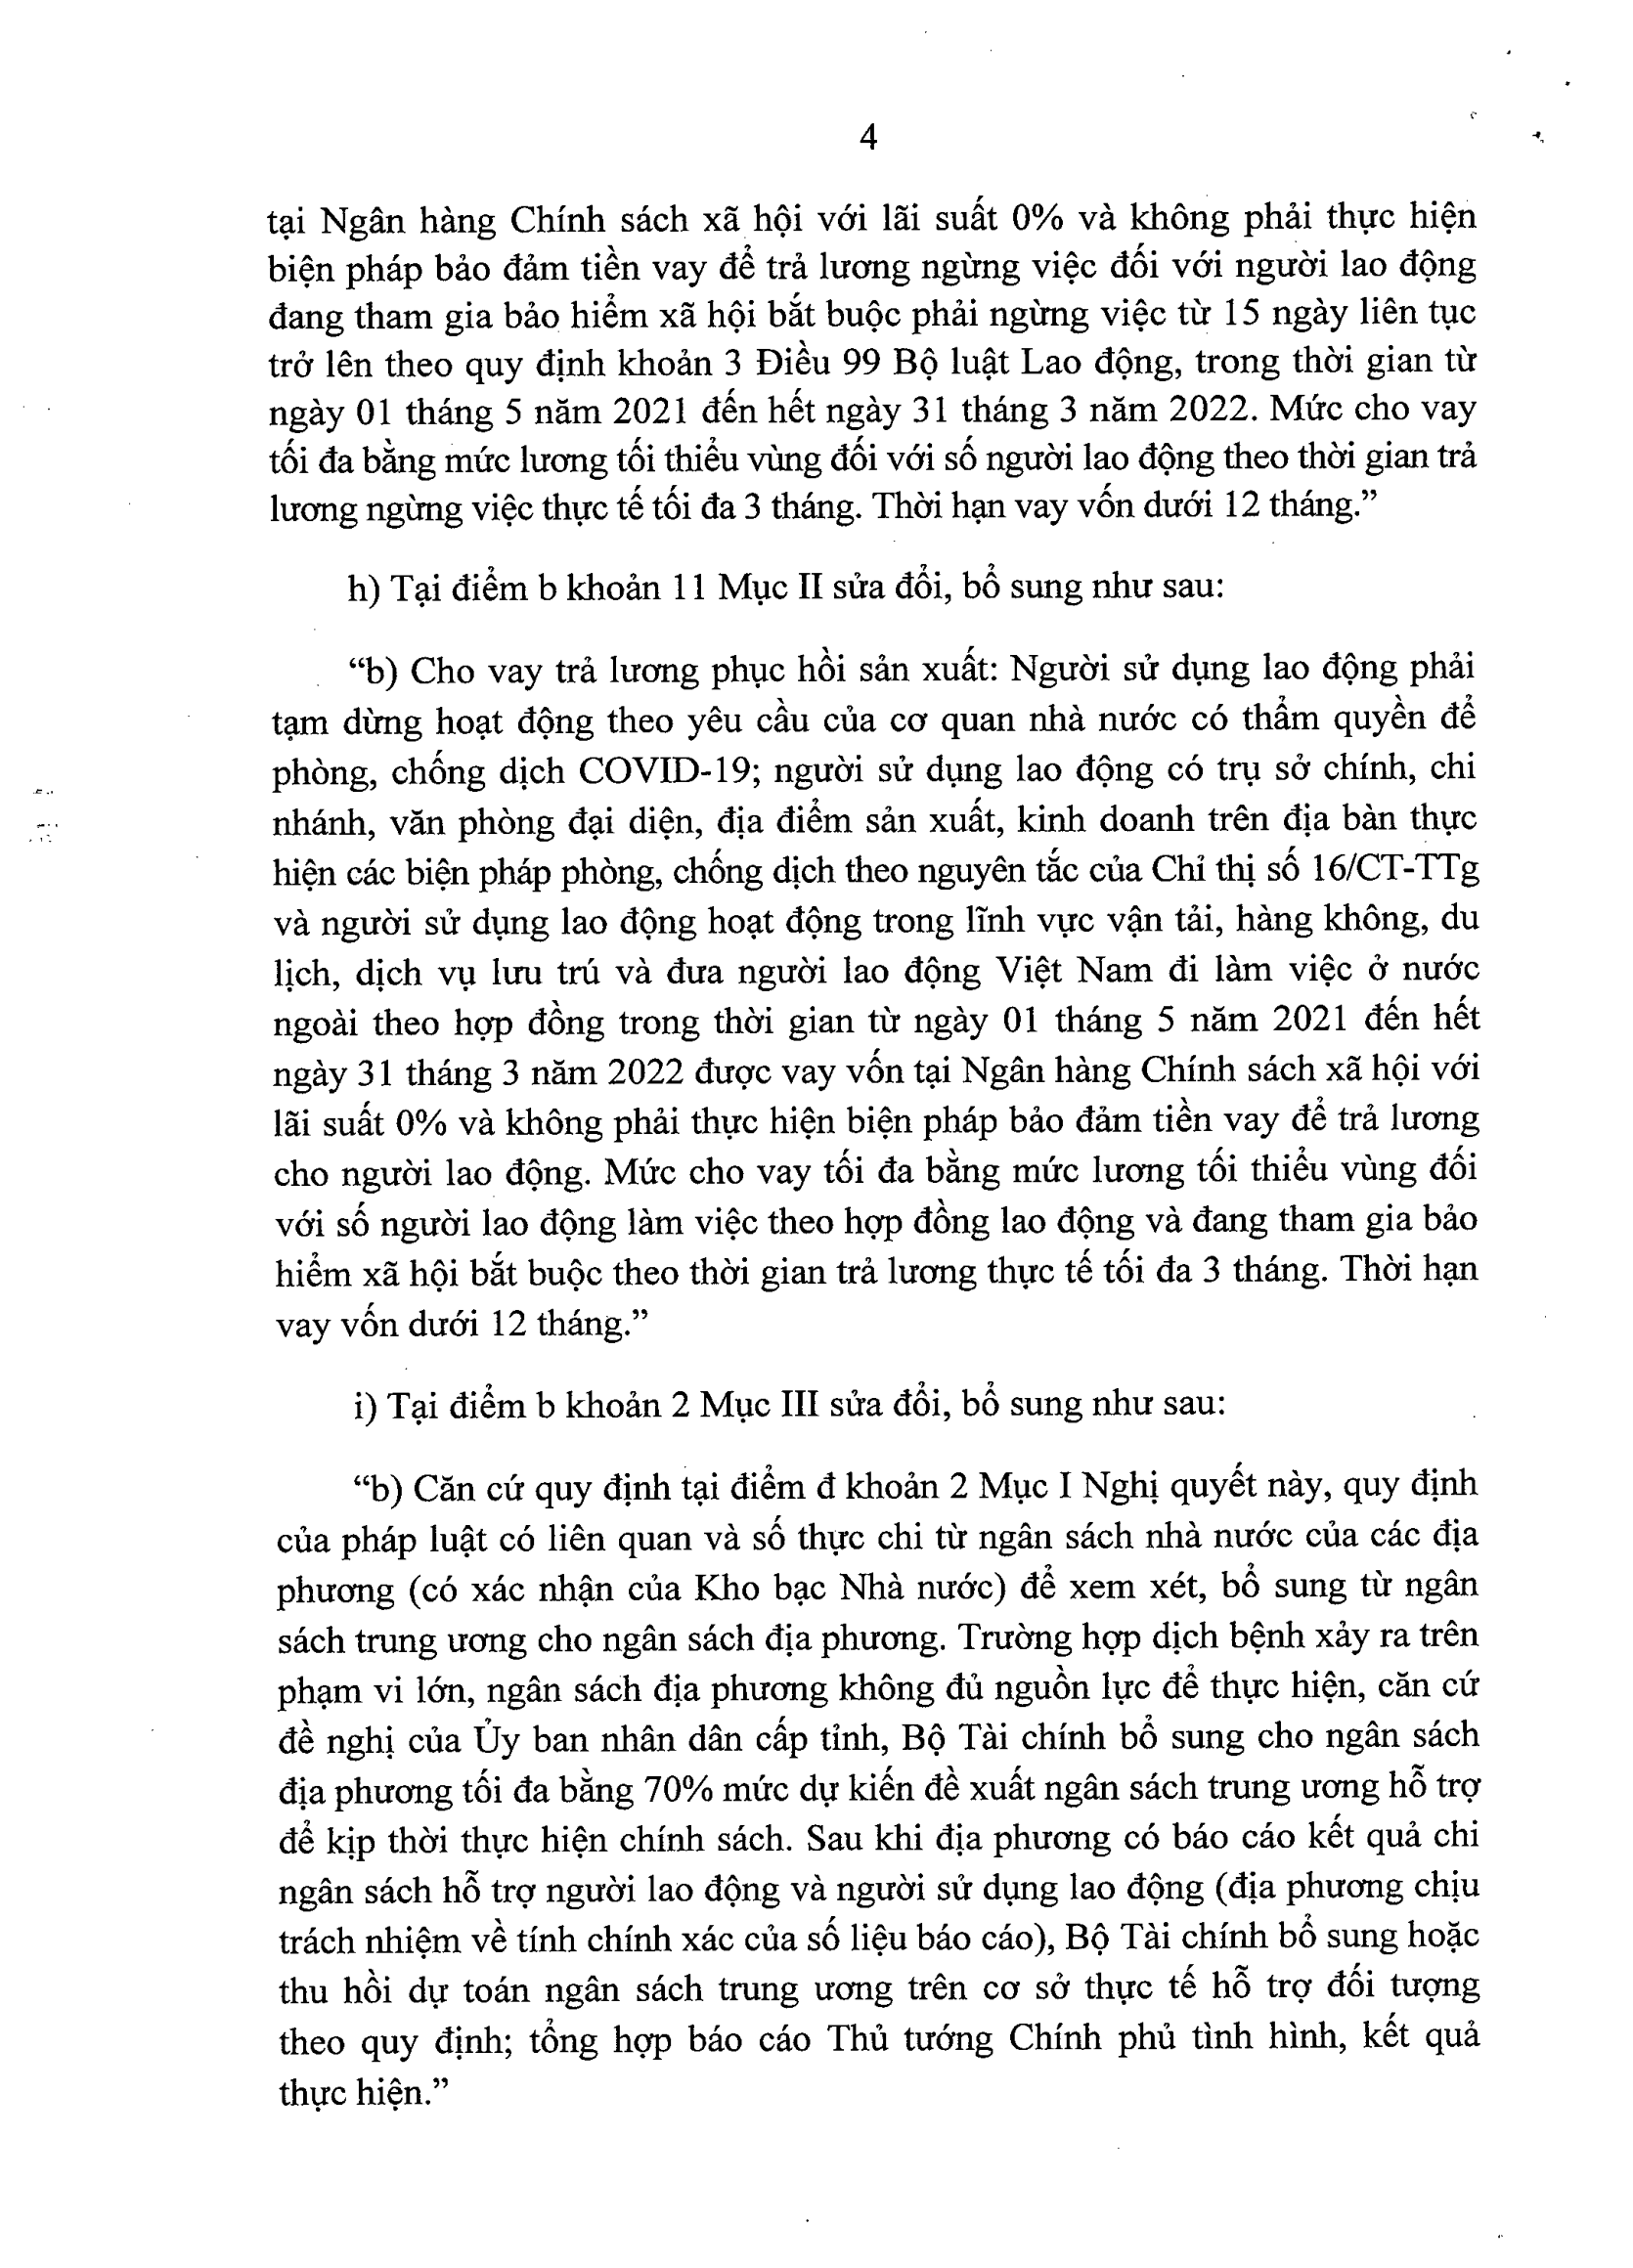 4
tại Ngân hàng Chính sách xã hội với lãi suất 0% và không phải thực hiện
biện pháp bảo đảm tiền vay để trả lương ngừng việc đối với người lao động
đang tham gia bảo hiểm xã hội bắt buộc phải ngừng việc từ 15 ngày liên tục
trở lên theo quy định khoản 3 Điều 99 Bộ luật Lao động, trong thời gian từ
ngày 01 tháng 5 năm 2021 đến hết ngày 31 tháng 3 năm 2022. Mức cho vay
tối đa bằng mức lương tối thiểu vùng đối với số người lao động theo thời gian trả
lương ngừng việc thực tế tối đa 3 tháng. Thời hạn vay vốn dưới 12 tháng.”
h) Tại điểm b khoản 11 Mục II sửa đổi, bổ sung như sau:
“b) Cho vay trả lương phục hồi sản xuất: Người sử dụng lao động phải
tạm dừng hoạt động theo yêu cầu của cơ quan nhà nước có thẩm quyền để
phòng, chống dịch COVID-19; người sử dụng lao động có trụ sở chính, chi
nhánh, văn phòng đại diện, địa điểm sản xuất, kinh doanh trên địa bàn thực
hiện các biện pháp phòng, chống dịch theo nguyên tắc của Chỉ thị số 16/CT-TTg
và người sử dụng lao động hoạt động trong lĩnh vực vận tải, hàng không, du
lịch, dịch vụ lưu trú và đưa người lao động Việt Nam đi làm việc ở nước
ngoài theo hợp đồng trong thời gian từ ngày 01 tháng 5 năm 2021 đến hết
ngày 31 tháng 3 năm 2022 được vay vốn tại Ngân hàng Chính sách xã hội với
lãi suất 0% và không phải thực hiện biện pháp bảo đảm tiền vay để trả lương
cho người lao động. Mức cho vay tối đa bằng mức lương tối thiểu vùng đối
với số người lao động làm việc theo hợp đồng lao động và đang tham gia bảo
hiểm xã hội bắt buộc theo thời gian trả lương thực tế tối đa 3 tháng. Thời hạn
vay vốn dưới 12 tháng.”
i) Tại điểm b khoản 2 Mục III sửa đổi, bổ sung như sau:
“b) Căn cứ quy định tại điểm đ khoản 2 Mục I Nghị quyết này, quy định
của pháp luật có liên quan và số thực chi từ ngân sách nhà nước của các địa
phương (có xác nhận của Kho bạc Nhà nước) để xem xét, bổ sung từ ngân
sách trung ương cho ngân sách địa phương. Trường hợp dịch bệnh xảy ra trên
phạm vi lớn, ngân sách địa phương không đủ nguồn lực để thực hiện, căn cứ
đề nghị của Ủy ban nhân dân cấp tỉnh, Bộ Tài chính bổ sung cho ngân sách
địa phương tối đa bằng 70% mức dự kiến đề xuất ngân sách trung ương hỗ trợ
để kịp thời thực hiện chính sách. Sau khi địa phương có báo cáo kết quả chi
ngân sách hỗ trợ người lao động và người sử dụng lao động (địa phương chịu
trách nhiệm về tính chính xác của số liệu báo cáo), Bộ Tài chính bổ sung hoặc
thu hồi dự toán ngân sách trung ương trên cơ sở thực tế hỗ trợ đối tượng
theo quy định; tổng hợp báo cáo Thủ tướng Chính phủ tình hình, kết quả
thực hiện.”